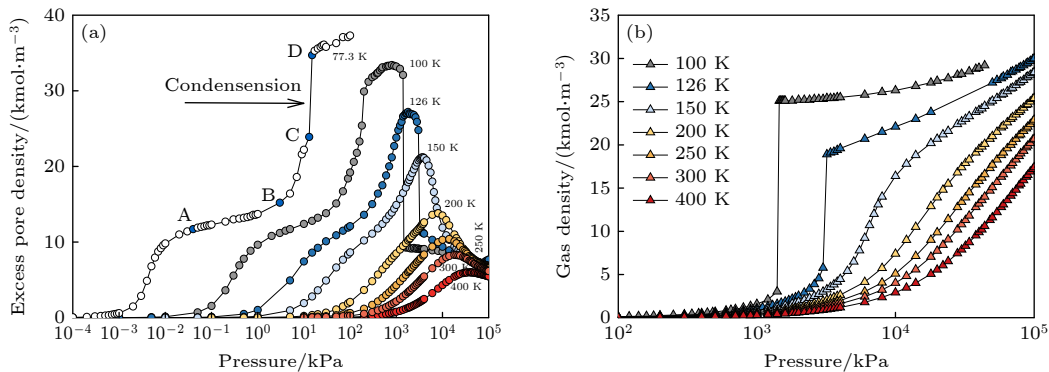 (a)
40
30
20
10
0
Excess pore density/(kmol·m⁻³)
D
77.3 K
Condensension
C
B
A
100 K
126 K
150 K
200 K
250 K
300 K
400 K
10⁻⁴ 10⁻³ 10⁻² 10⁻¹ 10⁰ 10¹ 10² 10³ 10⁴ 10⁵
Pressure/kPa
(b)
35
30
25
20
15
10
5
0
Gas density/(kmol·m⁻³)
100 K
126 K
150 K
200 K
250 K
300 K
400 K
10² 10³ 10⁴ 10⁵
Pressure/kPa